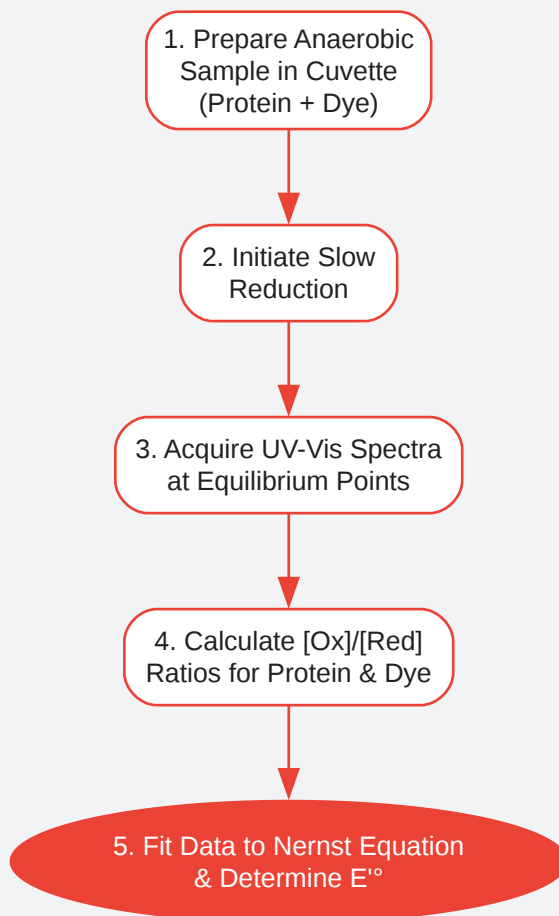 1. Prepare Anaerobic
Sample in Cuvette
(Protein + Dye)
2. Initiate Slow
Reduction
3. Acquire UV-Vis Spectra
at Equilibrium Points
4. Calculate [Ox]/[Red]
Ratios for Protein & Dye
5. Fit Data to Nernst Equation
& Determine E'°